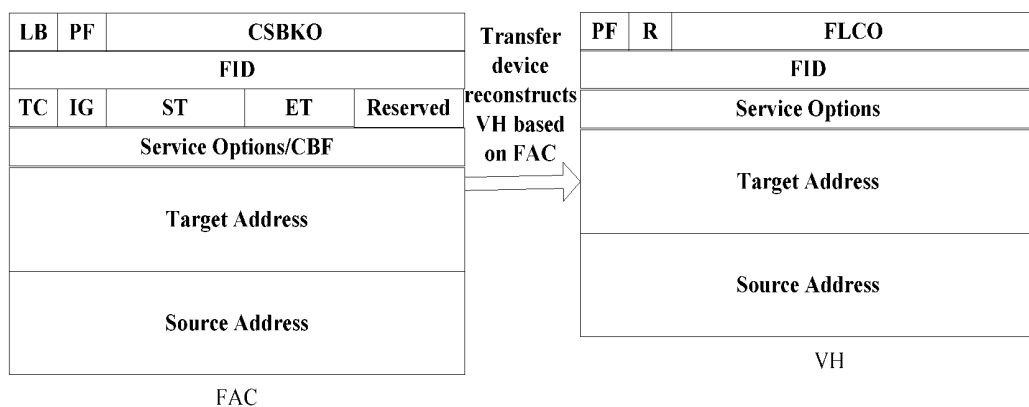 LB PF CSBKO
FID
TC IG ST ET Reserved
Service Options/CBF
Target Address
Source Address
FAC
Transfer
device
reconstructs
VH based
on FAC
PF R FLCO
FID
Service Options
Target Address
Source Address
VH